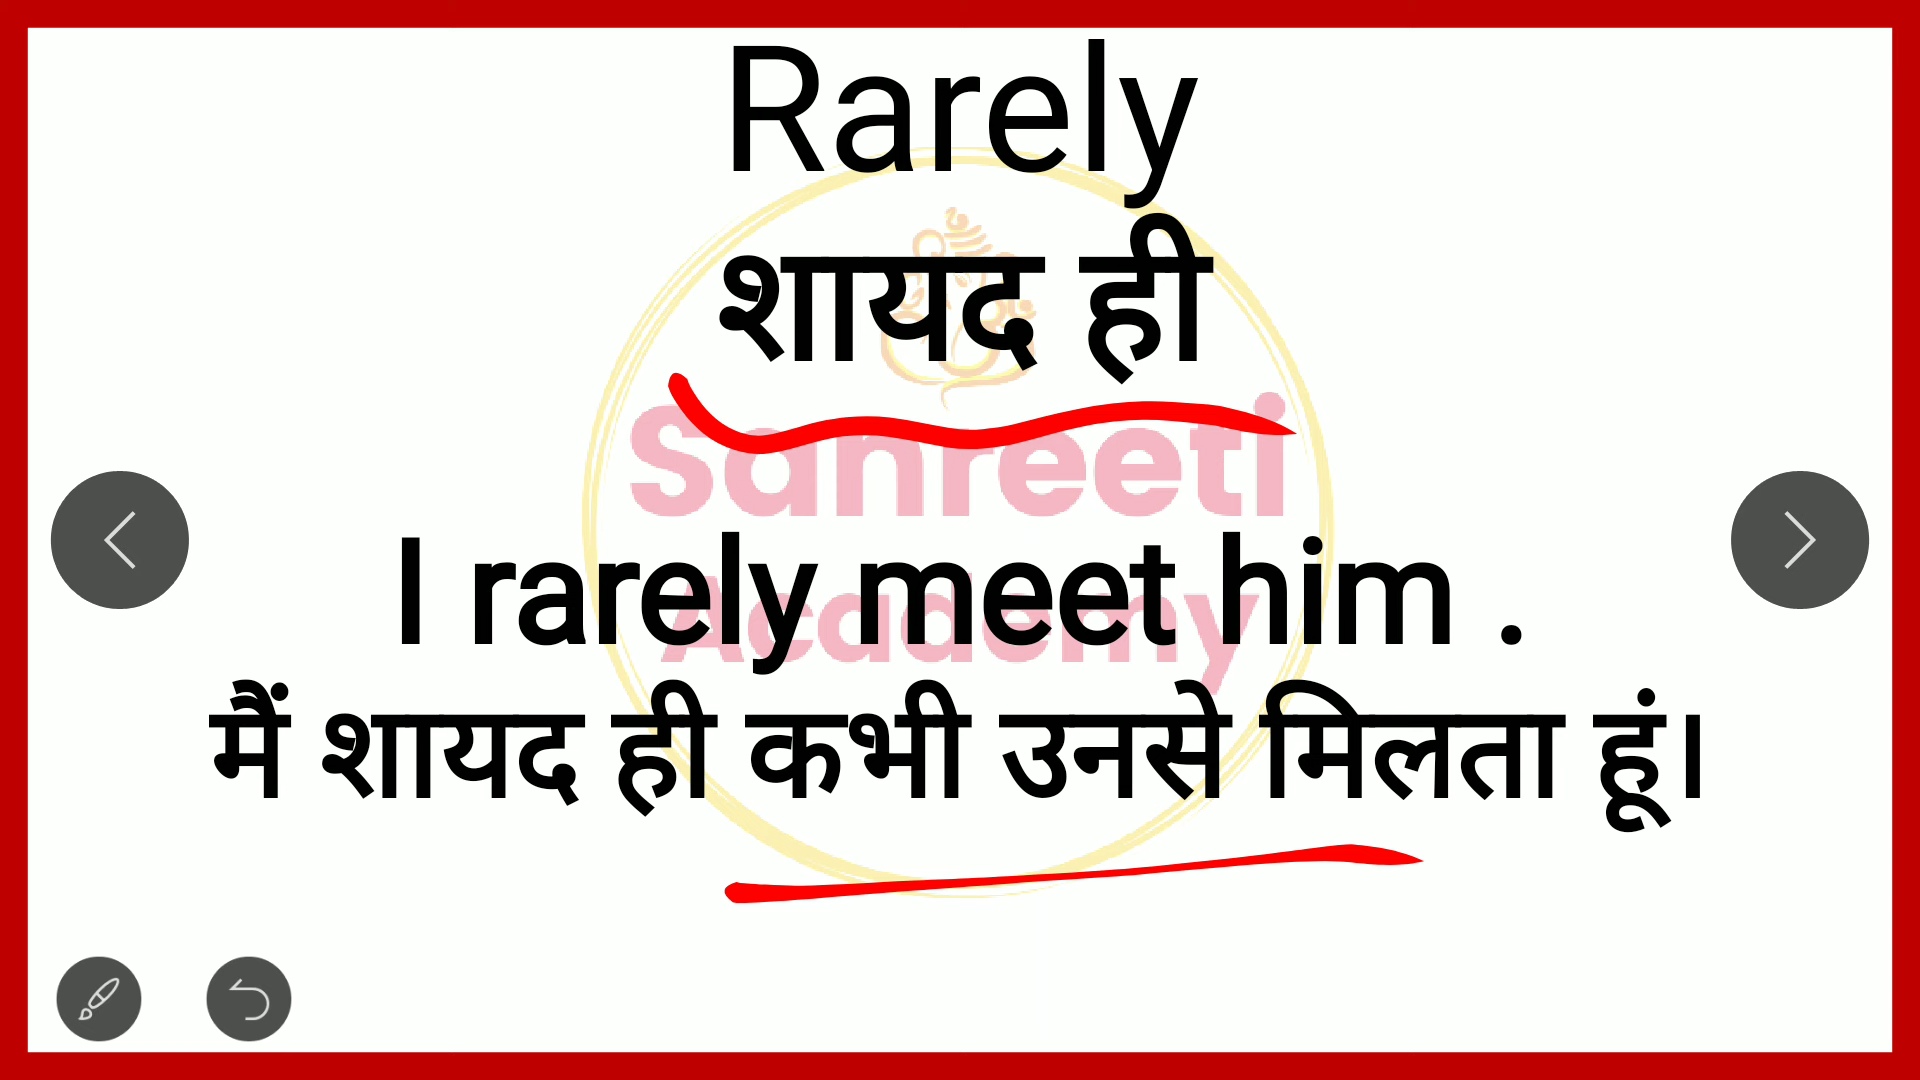 Rarely
शायद ही
Sanreeti
I rarely meet him .
Academy
मैं शायद ही कभी उनसे मिलता हूं।